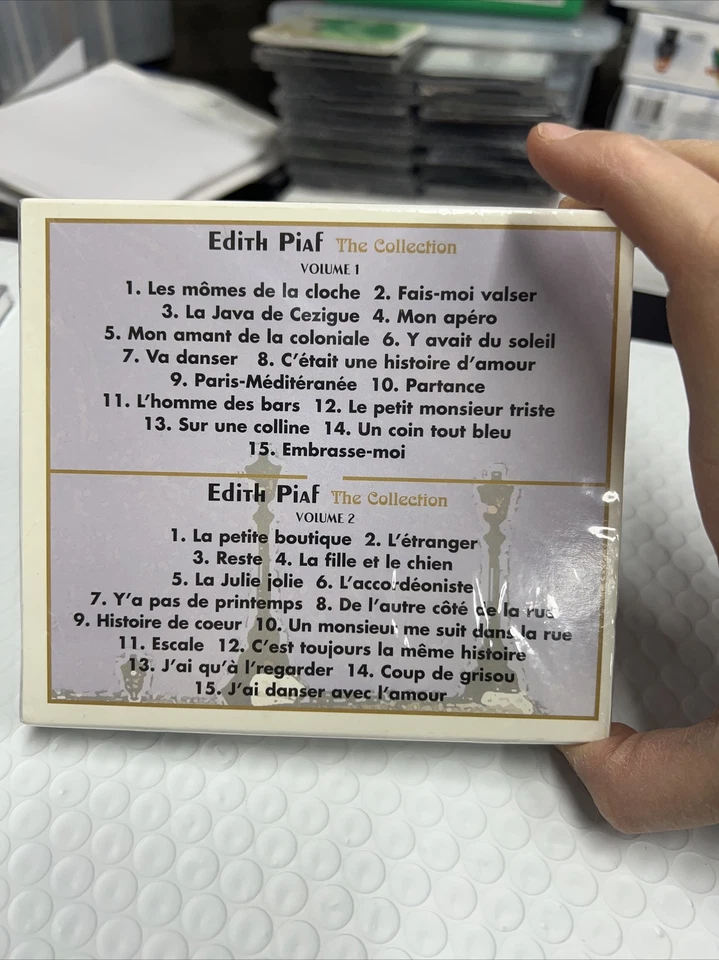 Edith Piaf The Collection
VOLUME 1
1. Les mômes de la cloche 2. Fais-moi valser
3. La Java de Cezigue 4. Mon apéro
5. Mon amant de la coloniale 6. Y avait du soleil
7. Va danser 8. C'était une histoire d'amour
9. Paris-Méditéranée 10. Partance
11. L'homme des bars 12. Le petit monsieur triste
13. Sur une colline 14. Un coin tout bleu
15. Embrasse-moi
Edith Piaf The Collection
VOLUME 2
1. La petite boutique 2. L'étranger
3. Reste 4. La fille et le chien
5. La Julie jolie 6. L'accordéoniste
7. Y'a pas de printemps 8. De l'autre côté de la rue
9. Histoire de coeur 10. Un monsieur me suit dans la rue
11. Escale 12. C'est toujours la même histoire
13. J'ai qu'à l'regarder 14. Coup de grisou
15. J'ai danser avec l'amour